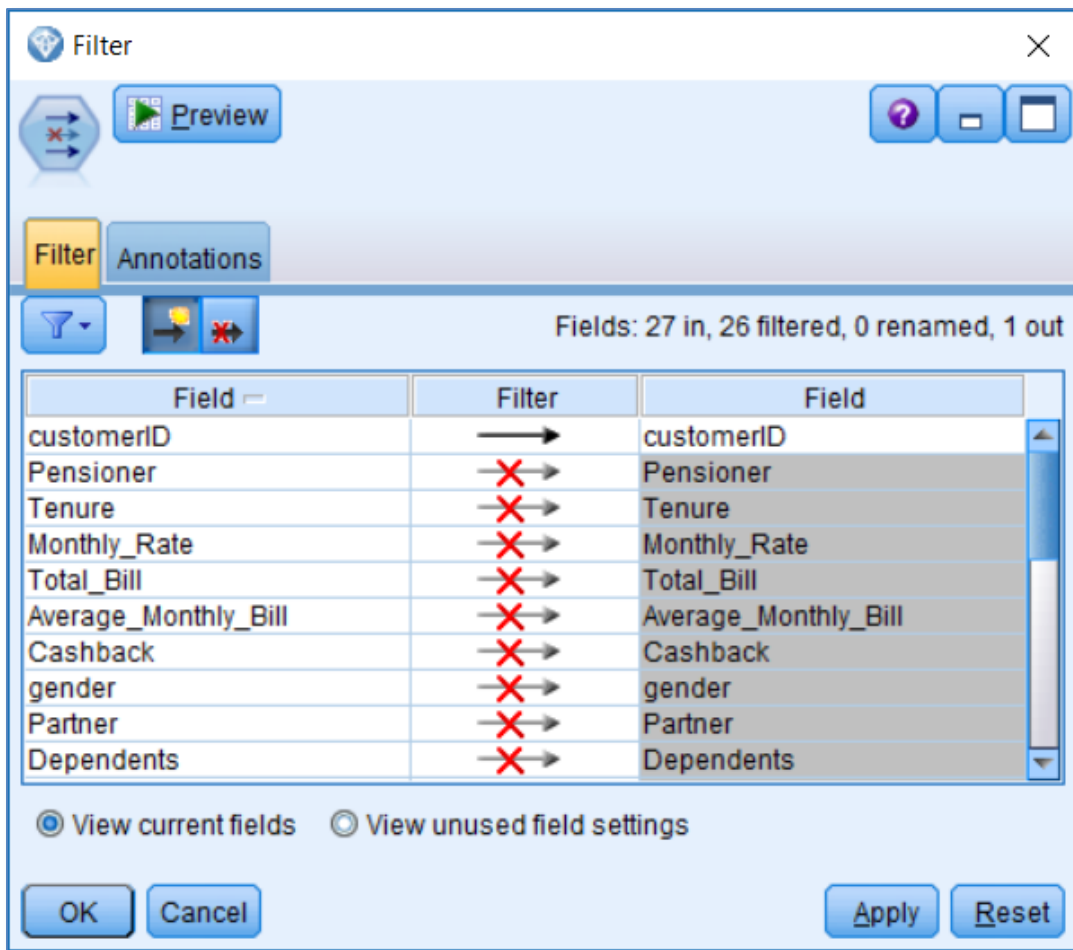 Filter
Preview
Filter Annotations
Fields: 27 in, 26 filtered, 0 renamed, 1 out
Field Filter Field
customerID customerID
Pensioner Pensioner
Tenure Tenure
Monthly_Rate Monthly_Rate
Total_Bill Total_Bill
Average_Monthly_Bill Average_Monthly_Bill
Cashback Cashback
gender gender
Partner Partner
Dependents Dependents
View current fields View unused field settings
OK Cancel Apply Reset